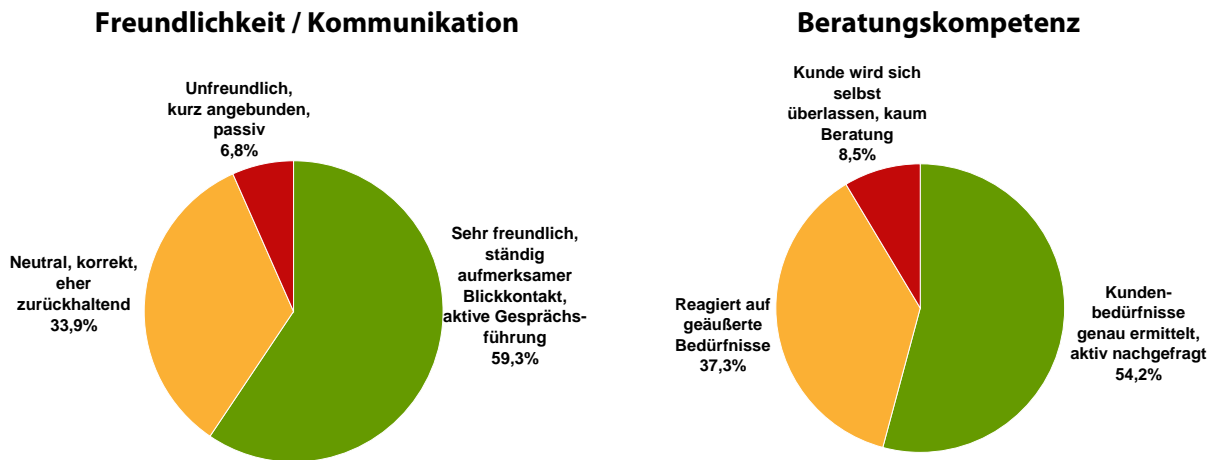 Freundlichkeit / Kommunikation
Unfreundlich,
kurz angebunden,
passiv
6,8%
Neutral, korrekt,
eher
zurückhaltend
33,9%
Sehr freundlich,
ständig
aufmerksamer
Blickkontakt,
aktive Gesprächs-
führung
59,3%
Beratungskompetenz
Kunde wird sich
selbst
überlassen, kaum
Beratung
8,5%
Reagiert auf
geäußerte
Bedürfnisse
37,3%
Kunden-
bedürfnisse
genau ermittelt,
aktiv nachgefragt
54,2%